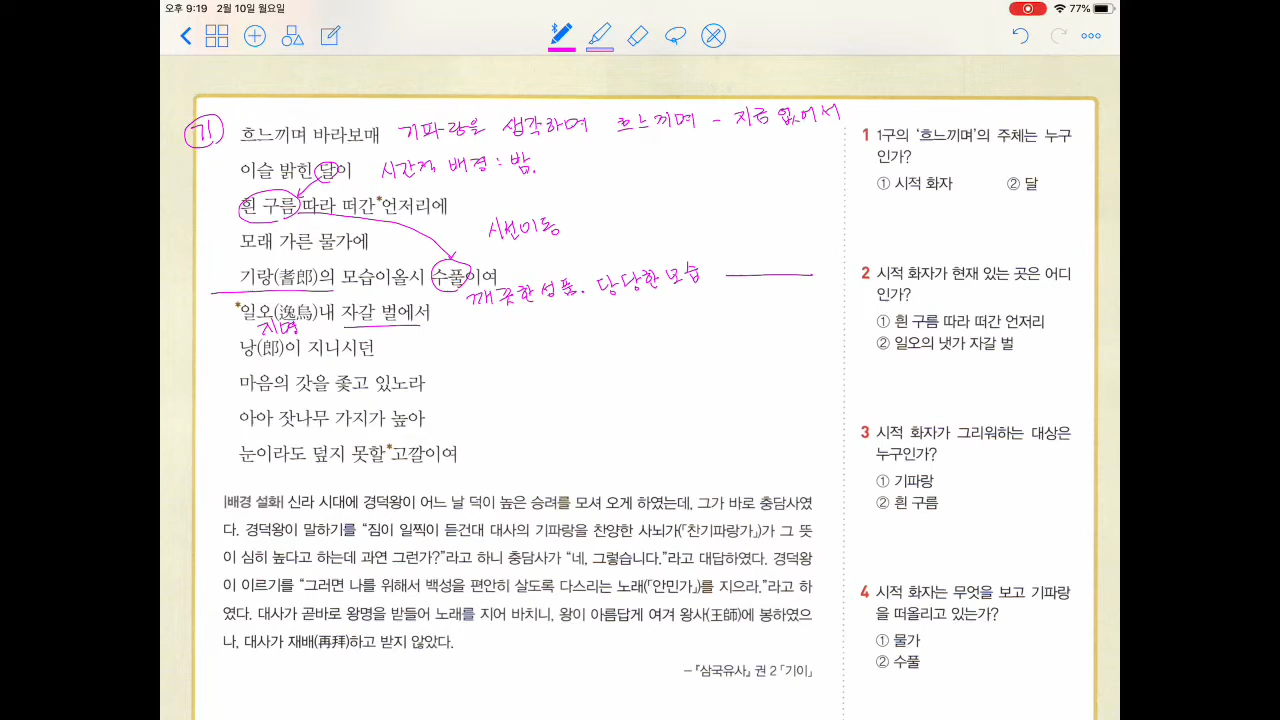 오후 9:19 2월 10일 월요일
77%
기
흐느끼며 바라보매 기파랑을 생각하며 흐느끼며 - 지금 없어서
이슬 밝힌 달이 시간적 배경 : 밤.
흰 구름 따라 떠간 *언저리에
시선이동
모래 가른 물가에
기랑(耆郎)의 모습이올시 수풀이여
깨끗한 성품. 당당한 모습
*일오(逸烏)내 자갈 벌에서
지명
낭(郎)이 지니시던
마음의 갓을 좇고 있노라
아아 잣나무 가지가 높아
눈이라도 덮지 못할 *고깔이여
|배경 설화| 신라 시대에 경덕왕이 어느 날 덕이 높은 승려를 모셔 오게 하였는데, 그가 바로 충담사였
다. 경덕왕이 말하기를 “짐이 일찍이 듣건대 대사의 기파랑을 찬양한 사뇌가(「찬기파랑가」)가 그 뜻
이 심히 높다고 하는데 과연 그런가?”라고 하니 충담사가 “네, 그렇습니다.”라고 대답하였다. 경덕왕
이 이르기를 “그러면 나를 위해서 백성을 편안히 살도록 다스리는 노래(「안민가」)를 지으라.”라고 하
였다. 대사가 곧바로 왕명을 받들어 노래를 지어 바치니, 왕이 아름답게 여겨 왕사(王師)에 봉하였으
나, 대사가 재배(再拜)하고 받지 않았다.
– 『삼국유사』 권 2 「기이」
1 1구의 ‘흐느끼며’의 주체는 누구
인가?
① 시적 화자 ② 달
2 시적 화자가 현재 있는 곳은 어디
인가?
① 흰 구름 따라 떠간 언저리
② 일오의 냇가 자갈 벌
3 시적 화자가 그리워하는 대상은
누구인가?
① 기파랑
② 흰 구름
4 시적 화자는 무엇을 보고 기파랑
을 떠올리고 있는가?
① 물가
② 수풀